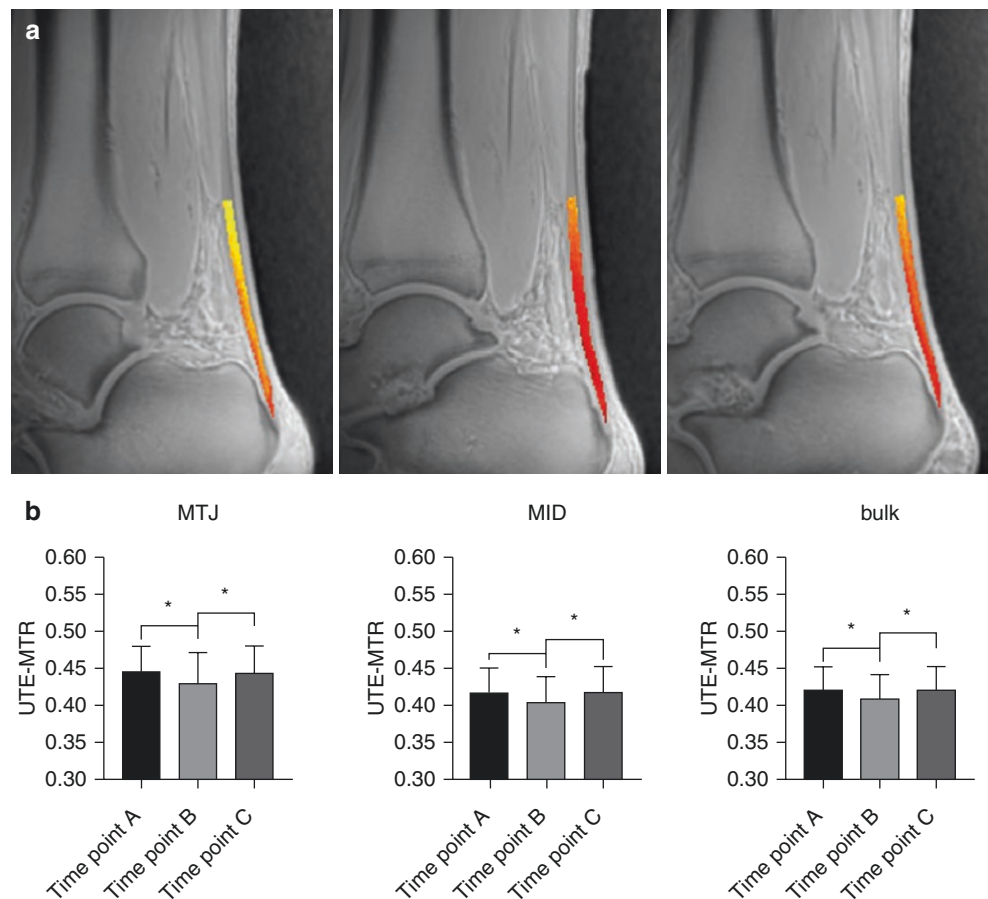 a
b
MTJ
0.60
0.55
0.50
0.45
0.40
0.35
0.30
UTE-MTR
*
*
Time point A
Time point B
Time point C
MID
0.60
0.55
0.50
0.45
0.40
0.35
0.30
UTE-MTR
*
*
Time point A
Time point B
Time point C
bulk
0.60
0.55
0.50
0.45
0.40
0.35
0.30
UTE-MTR
*
*
Time point A
Time point B
Time point C